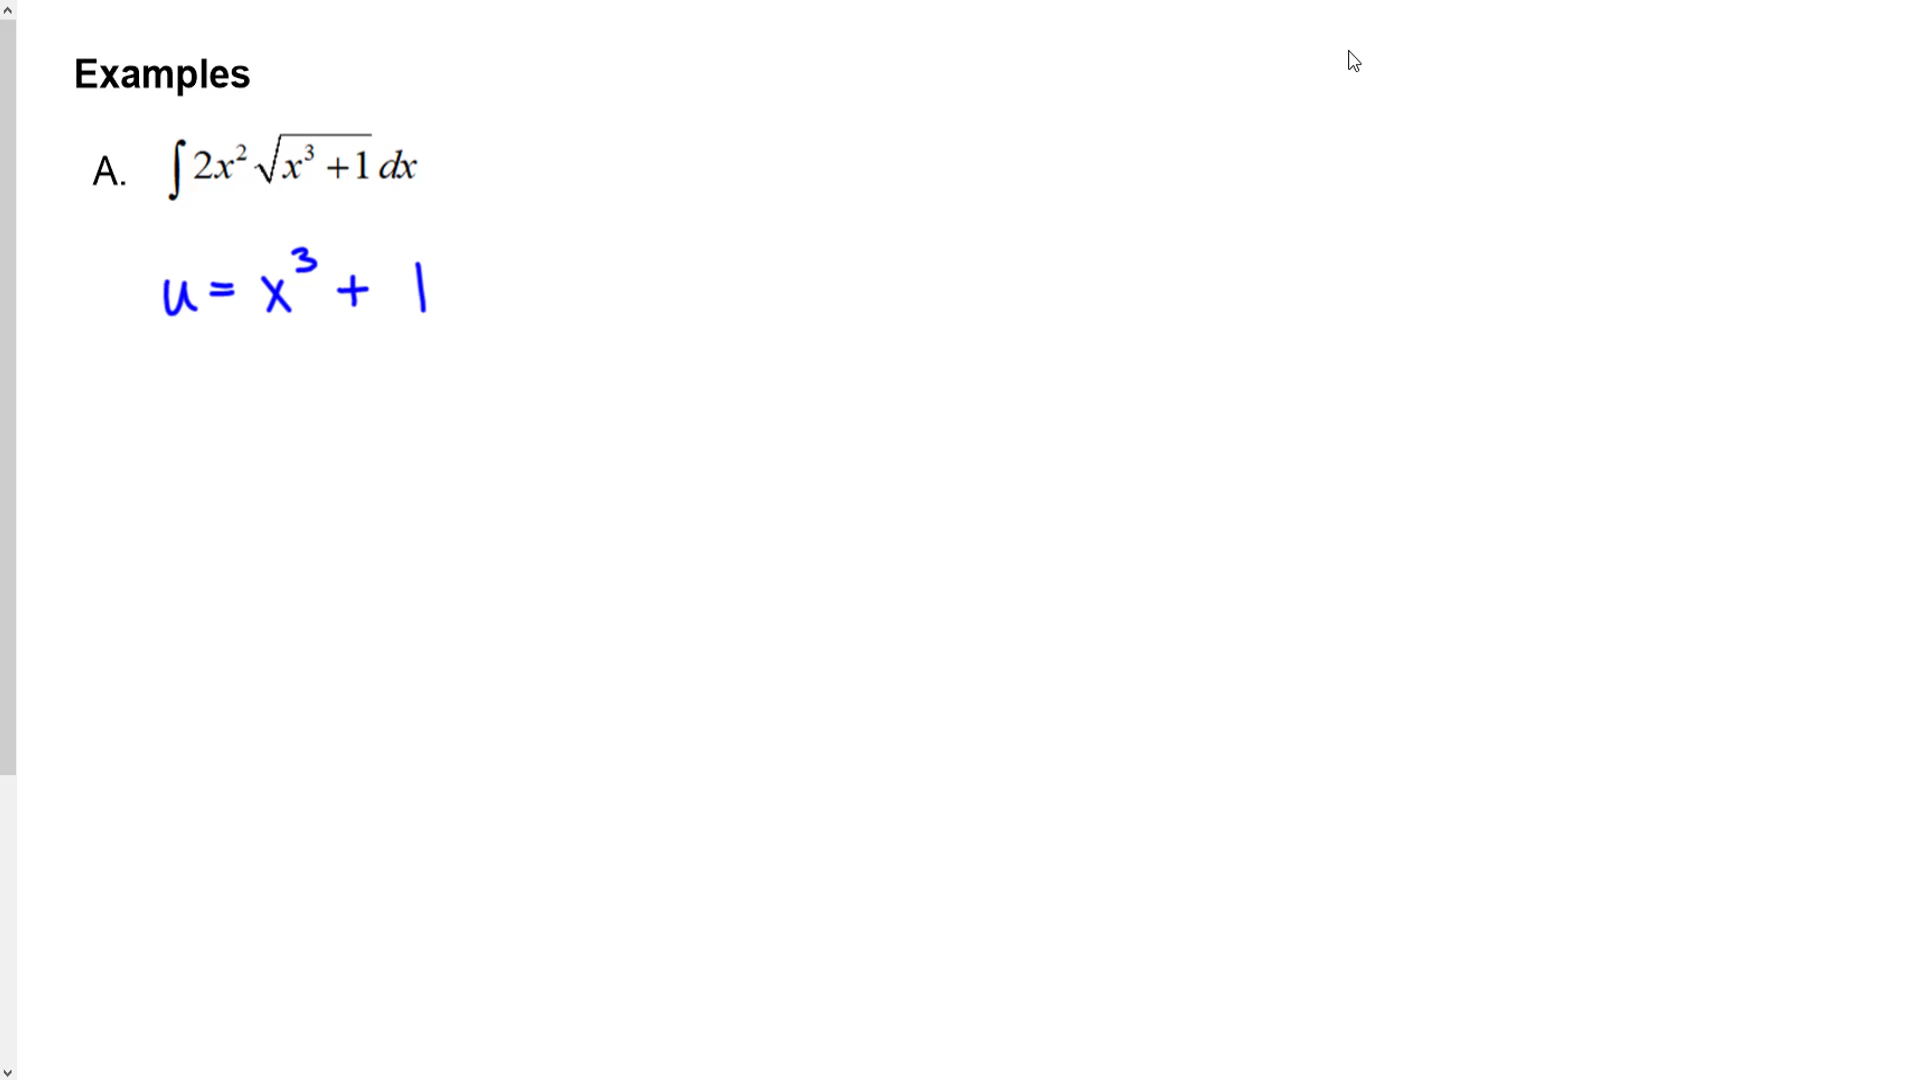 Examples
A. ∫2x²√(x³ +1) dx
u = x³ + 1